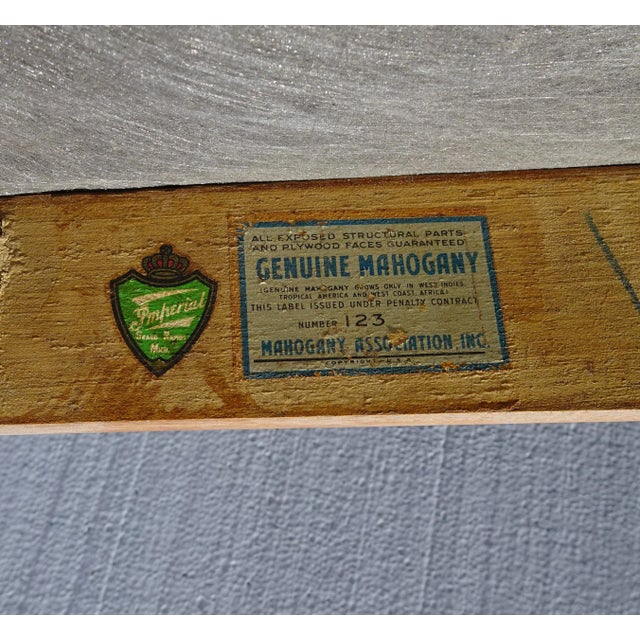 Imperial
GRAND RAPIDS
MICH.
ALL EXPOSED STRUCTURAL PARTS
AND PLYWOOD FACES GUARANTEED
GENUINE MAHOGANY
(GENUINE MAHOGANY GROWS ONLY IN WEST INDIES,
TROPICAL AMERICA AND WEST COAST AFRICA)
THIS LABEL ISSUED UNDER PENALTY CONTRACT
NUMBER 123
MAHOGANY ASSOCIATION, INC.
COPYRIGHT U.S.A.